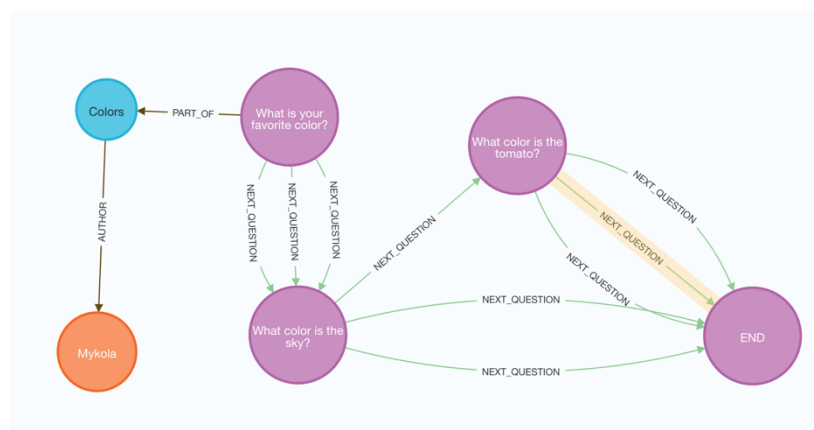 Colors
PART_OF
What is your
favorite color?
What color is the
tomato?
AUTHOR
NEXT_QUESTION
NEXT_QUESTION
NEXT_QUESTION
NEXT_QUESTION
NEXT_QUESTION
NEXT_QUESTION
NEXT_QUESTION
Mykola
What color is the
sky?
NEXT_QUESTION
NEXT_QUESTION
END